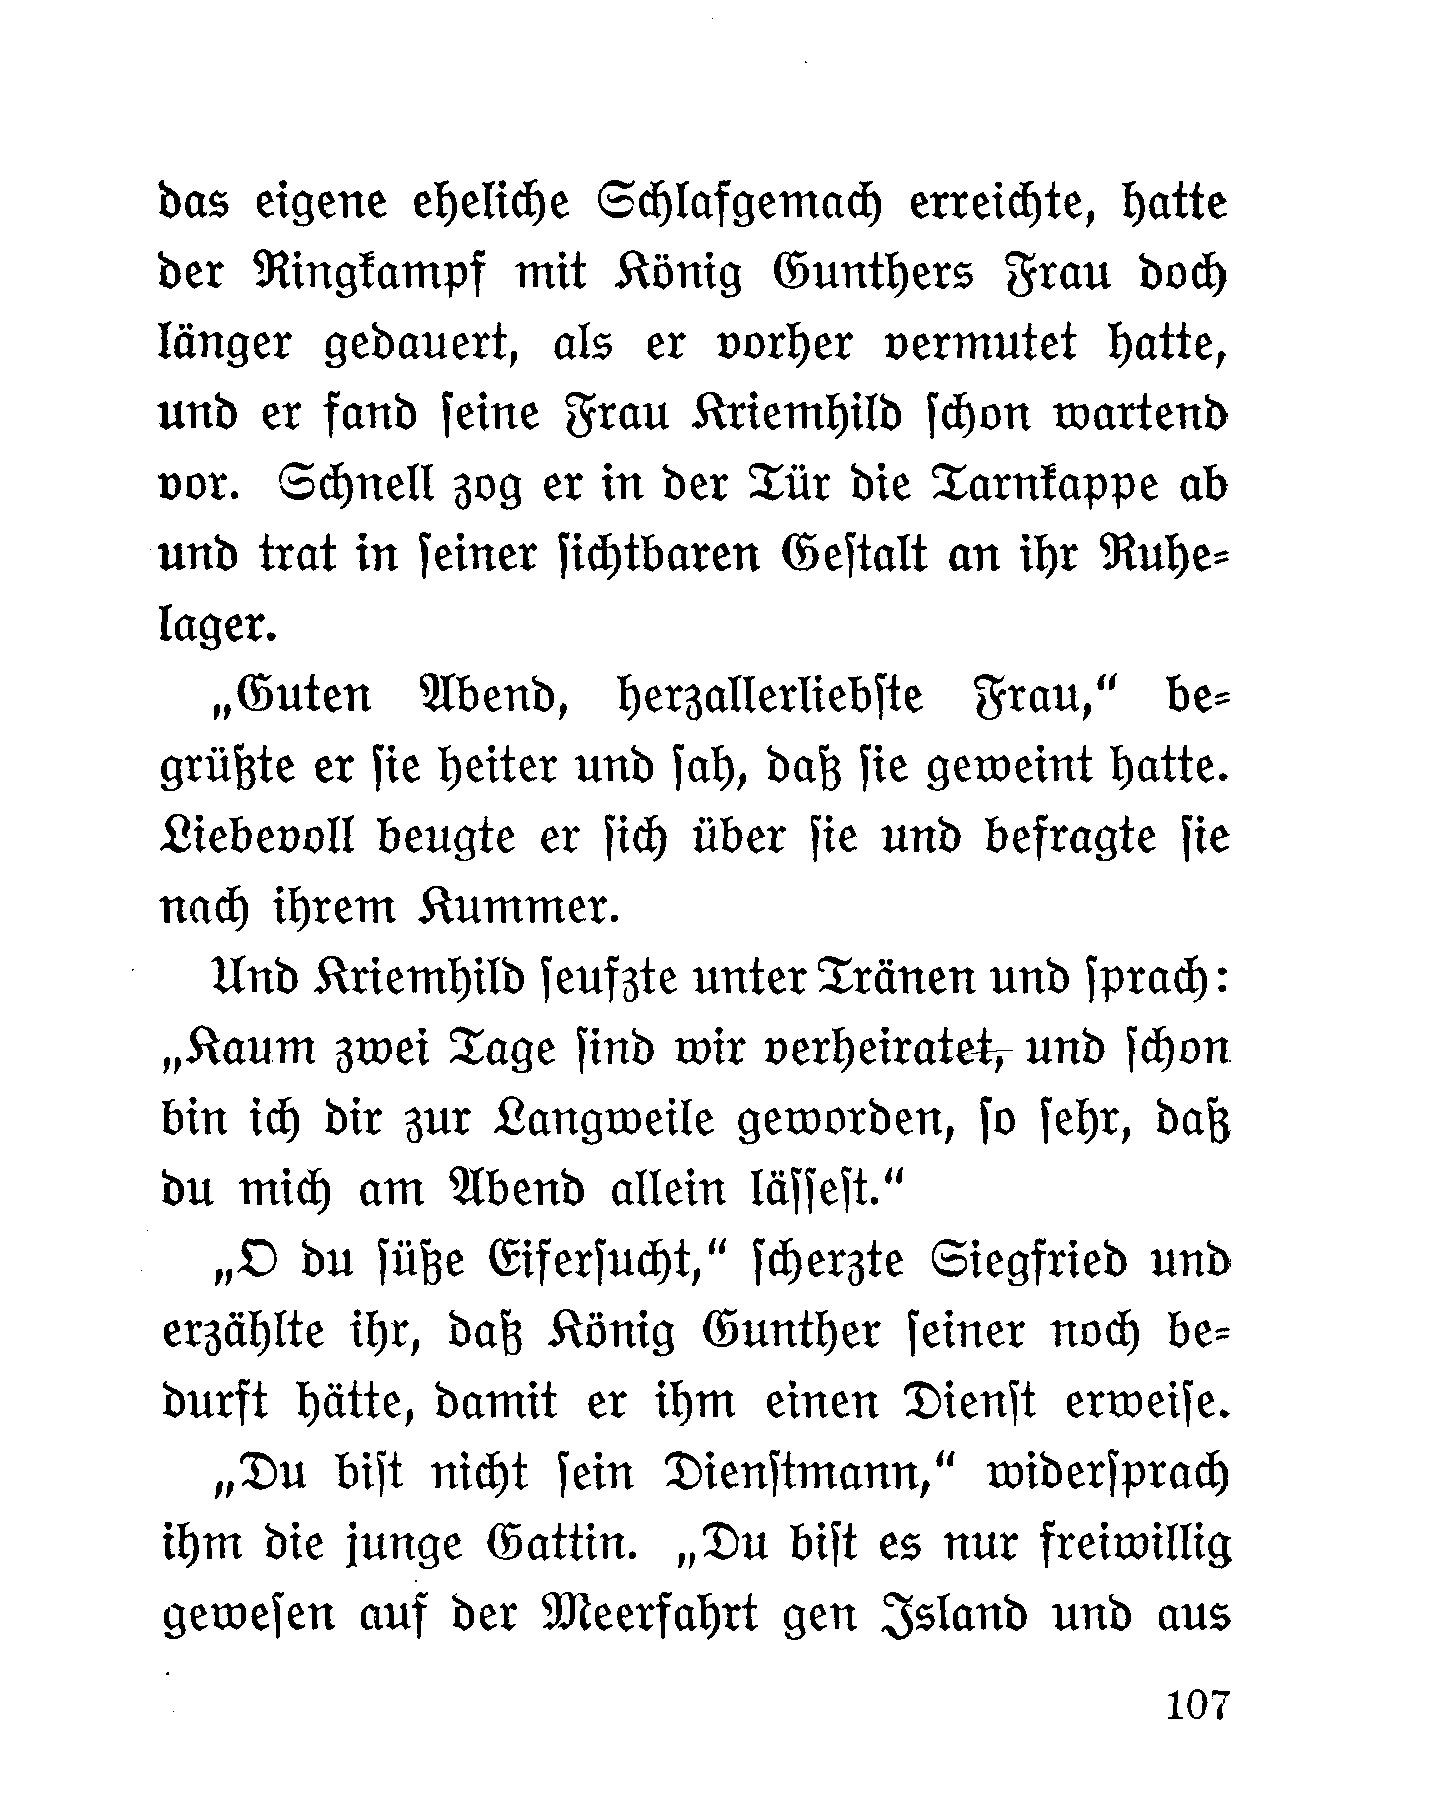 das eigene eheliche Schlafgemach erreichte, hatte
der Ringkampf mit König Gunthers Frau doch
länger gedauert, als er vorher vermutet hatte,
und er fand ſeine Frau Kriemhild ſchon wartend
vor. Schnell zog er in der Tür die Tarnkappe ab
und trat in ſeiner ſichtbaren Geſtalt an ihr Ruhe⸗
lager.
„Guten Abend, herzallerliebſte Frau,“ be⸗
grüßte er ſie heiter und ſah, daß ſie geweint hatte.
Liebevoll beugte er ſich über ſie und befragte ſie
nach ihrem Kummer.
Und Kriemhild ſeufzte unter Tränen und ſprach:
„Kaum zwei Tage ſind wir verheiratet, und ſchon
bin ich dir zur Langweile geworden, ſo ſehr, daß
du mich am Abend allein läſſeſt.“
„O du ſüße Eiferſucht,“ ſcherzte Siegfried und
erzählte ihr, daß König Gunther ſeiner noch be⸗
durft hätte, damit er ihm einen Dienſt erweiſe.
„Du biſt nicht ſein Dienſtmann,“ widerſprach
ihm die junge Gattin. „Du biſt es nur freiwillig
geweſen auf der Meerfahrt gen Island und aus
107